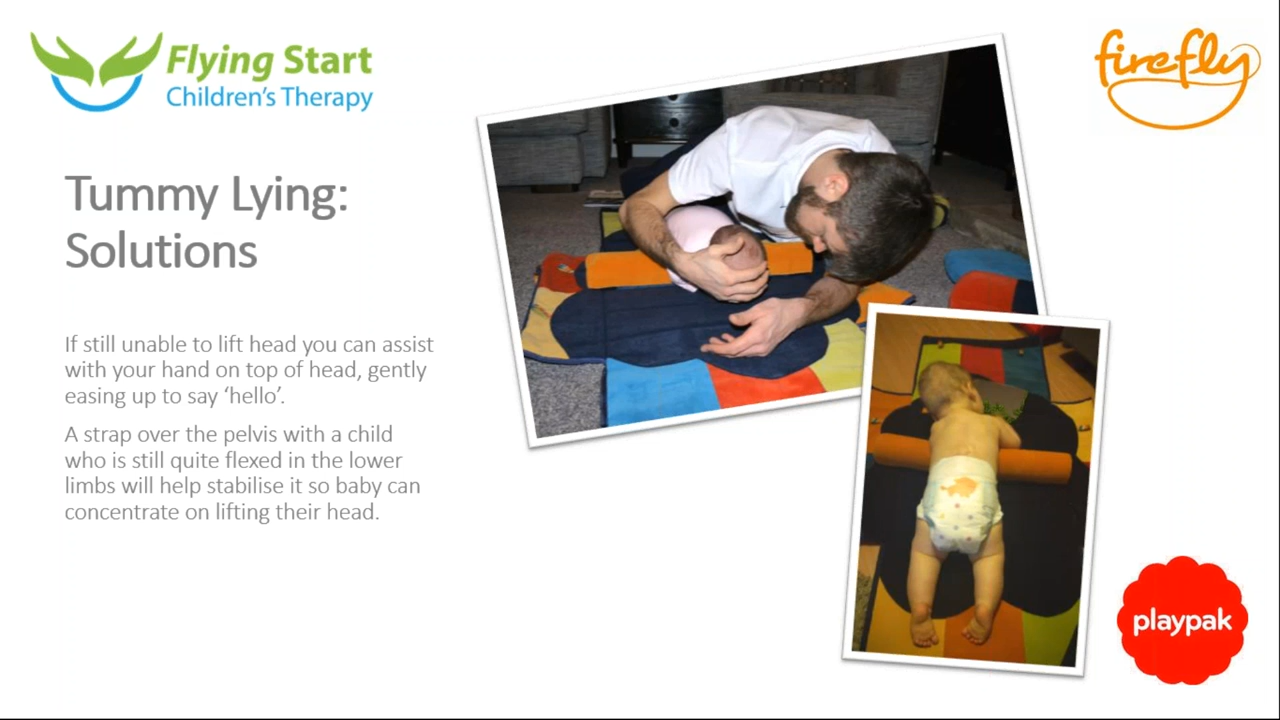 Flying Start
Children's Therapy
firefly
Tummy Lying:
Solutions
If still unable to lift head you can assist
with your hand on top of head, gently
easing up to say ‘hello’.
A strap over the pelvis with a child
who is still quite flexed in the lower
limbs will help stabilise it so baby can
concentrate on lifting their head.
playpak